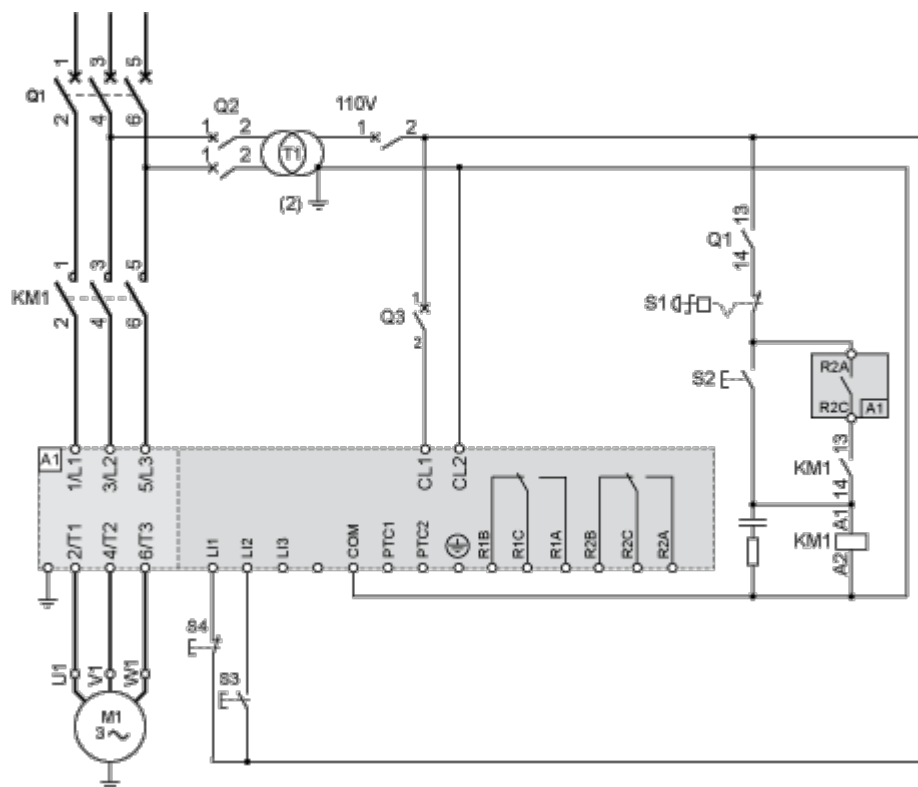 1 3 5
Q1
2 4 6
Q2
1 2
1 2
T1
(2)
110V
1 2
13
Q1
14
1 3 5
KM1
2 4 6
1
Q3
2
S1
S2
R2A
R2C A1
13
KM1
14
A1
KM1
A2
A1
1/L1 3/L2 5/L3
CL1 CL2
2/T1 4/T2 6/T3
LI1 LI2 LI3 COM PTC1 PTC2 R1B R1C R1A R2B R2C R2A
S4
S3
U1 V1 W1
M1
3